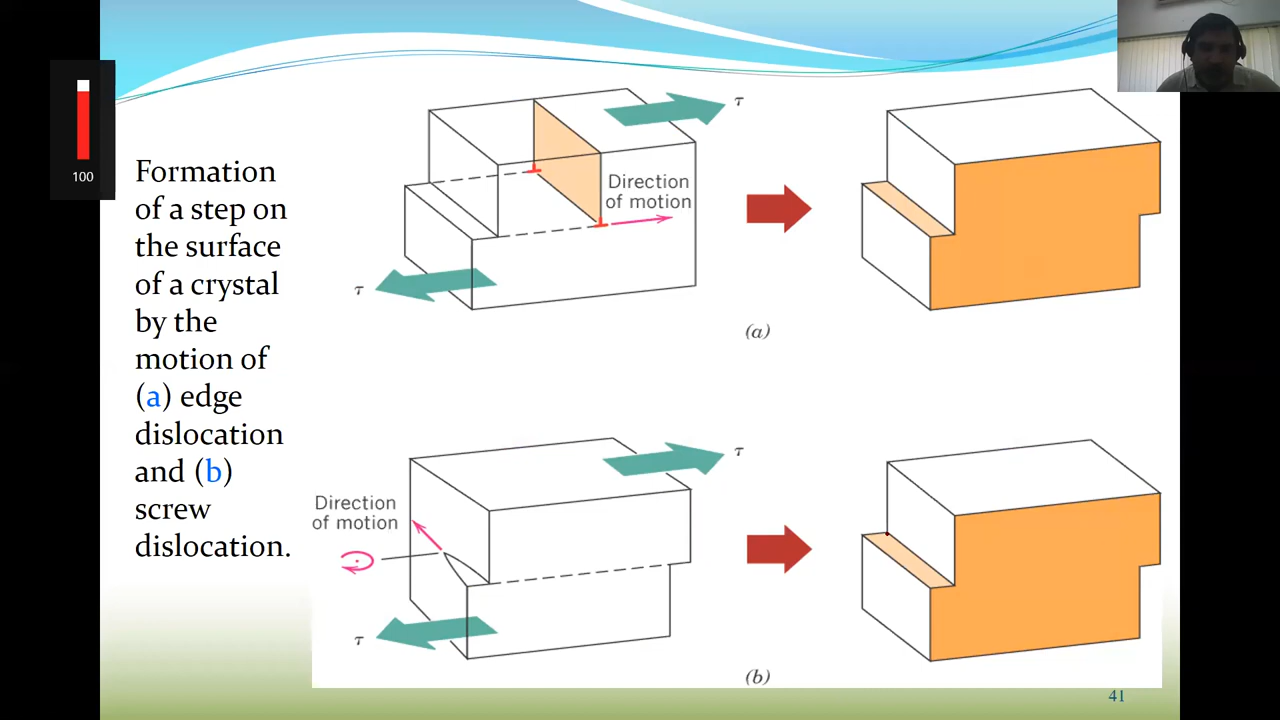 100
Formation
of a step on
the surface
of a crystal
by the
motion of
(a) edge
dislocation
and (b)
screw
dislocation.
τ
Direction
of motion
τ
(a)
τ
Direction
of motion
τ
(b)
41